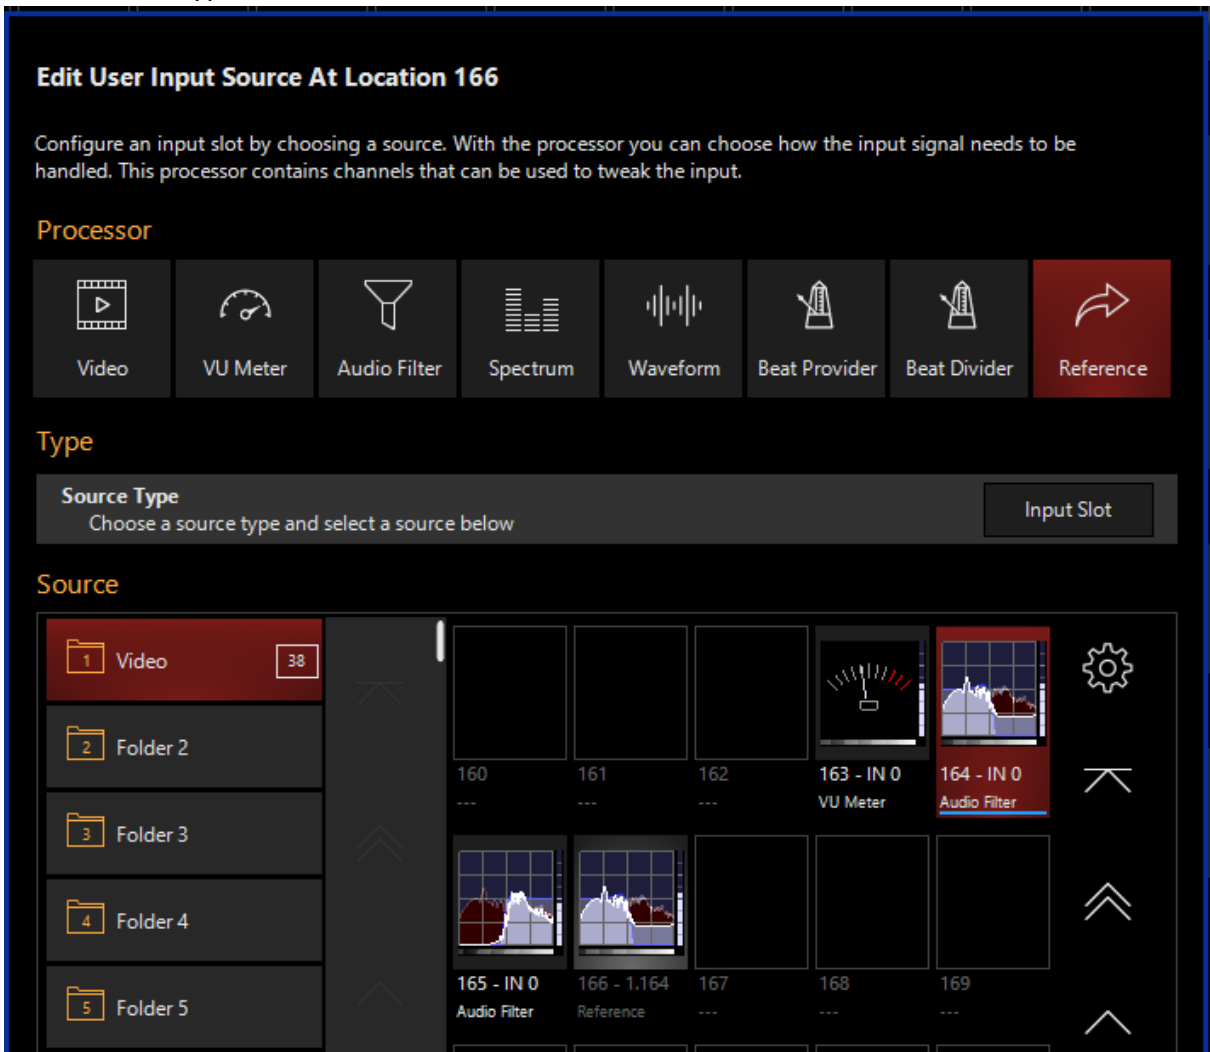 Edit User Input Source At Location 166
Configure an input slot by choosing a source. With the processor you can choose how the input signal needs to be
handled. This processor contains channels that can be used to tweak the input.
Processor
Video
VU Meter
Audio Filter
Spectrum
Waveform
Beat Provider
Beat Divider
Reference
Type
Source Type
Choose a source type and select a source below
Input Slot
Source
1 Video 38
2 Folder 2
3 Folder 3
4 Folder 4
5 Folder 5
160
---
161
---
162
---
163 - IN 0
VU Meter
164 - IN 0
Audio Filter
165 - IN 0
Audio Filter
166 - 1.164
Reference
167
---
168
---
169
---